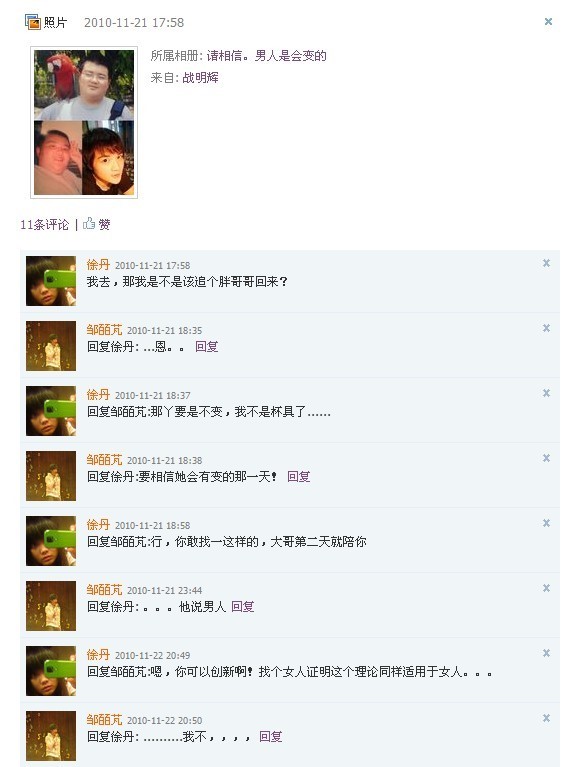 照片 2010-11-21 17:58
所属相册: 请相信。男人是会变的
来自: 战明辉
11条评论 | 赞
徐丹 2010-11-21 17:58
我去，那我是不是该追个胖哥哥回来？
邹皕芃 2010-11-21 18:35
回复徐丹: ...恩。。 回复
徐丹 2010-11-21 18:37
回复邹皕芃:那丫要是不变，我不是杯具了......
邹皕芃 2010-11-21 18:38
回复徐丹:要相信她会有变的那一天！ 回复
徐丹 2010-11-21 18:58
回复邹皕芃:行，你敢找一这样的，大哥第二天就陪你
邹皕芃 2010-11-21 23:44
回复徐丹: 。。。他说男人 回复
徐丹 2010-11-22 20:49
回复邹皕芃:嗯，你可以创新啊！找个女人证明这个理论同样适用于女人。。。
邹皕芃 2010-11-22 20:50
回复徐丹: ..........我不，，，， 回复